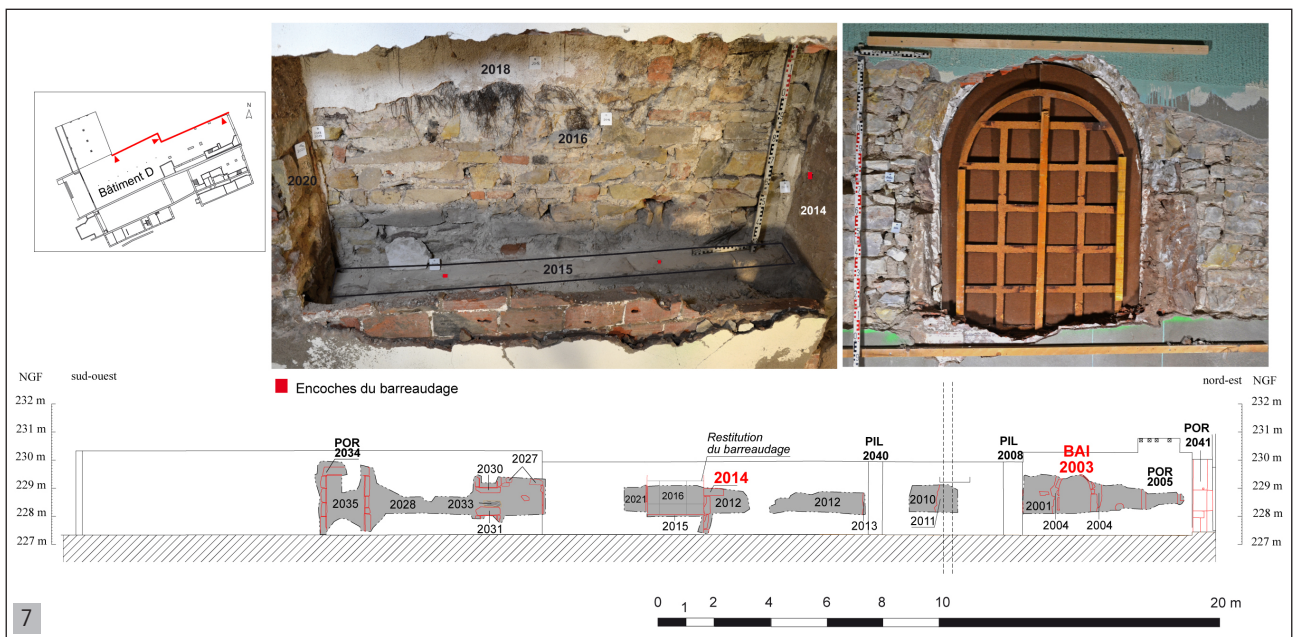 N
Bâtiment D
2018
2016
2020
2014
2015
Encoches du barreaudage
NGF
sud-ouest
nord-est
NGF
232 m
231 m
230 m
229 m
228 m
227 m
232 m
231 m
230 m
229 m
228 m
227 m
POR
2034
2035
2028
2033
2030
2031
2027
Restitution
du barreaudage
2021
2016
2015
2014
2012
2012
2013
PIL
2040
2010
2011
PIL
2008
BAI
2003
2001
2004
2004
POR
2005
POR
2041
0
1
2
4
6
8
10
20 m
7